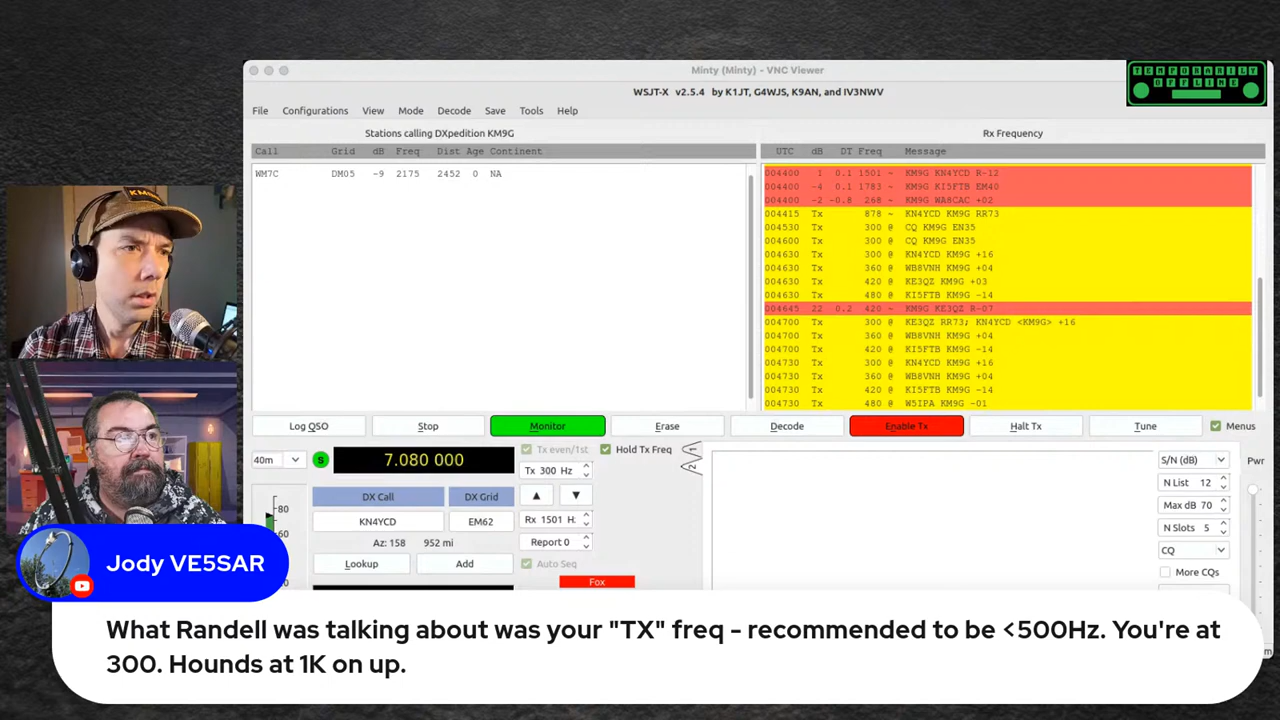 Minty (Minty) - VNC Viewer
TEMPORARILY
OFFLINE
WSJT-X v2.5.4 by K1JT, G4WJS, K9AN, and IV3NWV
File Configurations View Mode Decode Save Tools Help
Stations calling DXpedition KM9G
Call Grid dB Freq Dist Age Continent
WM7C DM05 -9 2175 2452 0 NA
Rx Frequency
UTC dB DT Freq Message
004400 1 0.1 1501 ~ KM9G KN4YCD R-12
004400 -4 0.1 1783 ~ KM9G KI5FTB EM40
004400 -2 -0.8 268 ~ KM9G WA8CAC +02
004415 Tx 878 ~ KN4YCD KM9G RR73
004530 Tx 300 @ CQ KM9G EN35
004600 Tx 300 @ CQ KM9G EN35
004630 Tx 300 @ KN4YCD KM9G +16
004630 Tx 360 @ WB8VNH KM9G +04
004630 Tx 420 @ KE3QZ KM9G +03
004630 Tx 480 @ KI5FTB KM9G -14
004645 22 0.2 420 ~ KM9G KE3QZ R-07
004700 Tx 300 @ KE3QZ RR73; KN4YCD <KM9G> +16
004700 Tx 360 @ WB8VNH KM9G +04
004700 Tx 420 @ KI5FTB KM9G -14
004730 Tx 300 @ KN4YCD KM9G +16
004730 Tx 360 @ WB8VNH KM9G +04
004730 Tx 420 @ KI5FTB KM9G -14
004730 Tx 480 @ W5IPA KM9G -01
Log QSO Stop Monitor Erase Decode Enable Tx Halt Tx Tune Menus
40m S 7.080 000
Tx even/1st Hold Tx Freq
Tx 300 Hz
DX Call DX Grid
KN4YCD EM62
Rx 1501 H:
Az: 158 952 mi
Report 0
Lookup Add
Auto Seq
Fox
-80
-60
1
2
S/N (dB)
Pwr
N List 12
Max dB 70
N Slots 5
CQ
More CQs
Jody VE5SAR
What Randell was talking about was your "TX" freq - recommended to be <500Hz. You're at
300. Hounds at 1K on up.